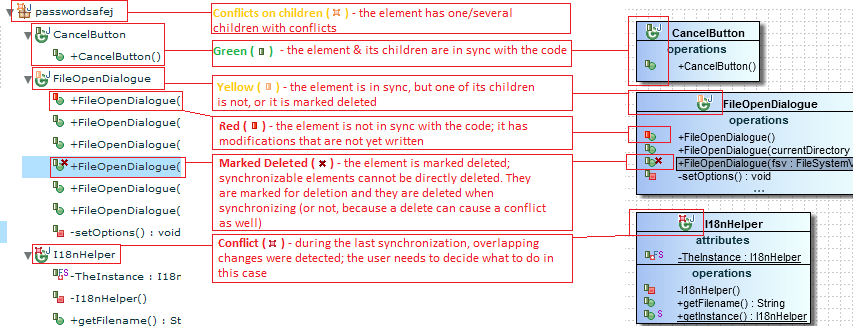 passwordsafej
CancelButton
+CancelButton()
FileOpenDialogue
+FileOpenDialogue(
+FileOpenDialogue(
+FileOpenDialogue(
+FileOpenDialogue(
+FileOpenDialogue(
+FileOpenDialogue(
-setOptions() : void
I18nHelper
-TheInstance : I18n
-I18nHelper()
+getFilename() : St
Conflicts on children ( ) - the element has one/several
children with conflicts
Green ( ) - the element & its children are in sync with the code
Yellow ( ) - the element is in sync, but one of its children
is not, or it is marked deleted
Red ( ) - the element is not in sync with the code; it has
modifications that are not yet written
Marked Deleted ( ) - the element is marked deleted;
synchronizable elements cannot be directly deleted. They
are marked for deletion and they are deleted when
synchronizing (or not, because a delete can cause a conflict
as well)
Conflict ( ) - during the last synchronization, overlapping
changes were detected; the user needs to decide what to do in
this case
CancelButton
operations
+CancelButton()
FileOpenDialogue
operations
+FileOpenDialogue()
+FileOpenDialogue(currentDirectory
+FileOpenDialogue(fsv : FileSystemV
-setOptions() : void
...
I18nHelper
attributes
-TheInstance : I18nHelper
operations
-I18nHelper()
+getFilename() : String
+getInstance() : I18nHelper